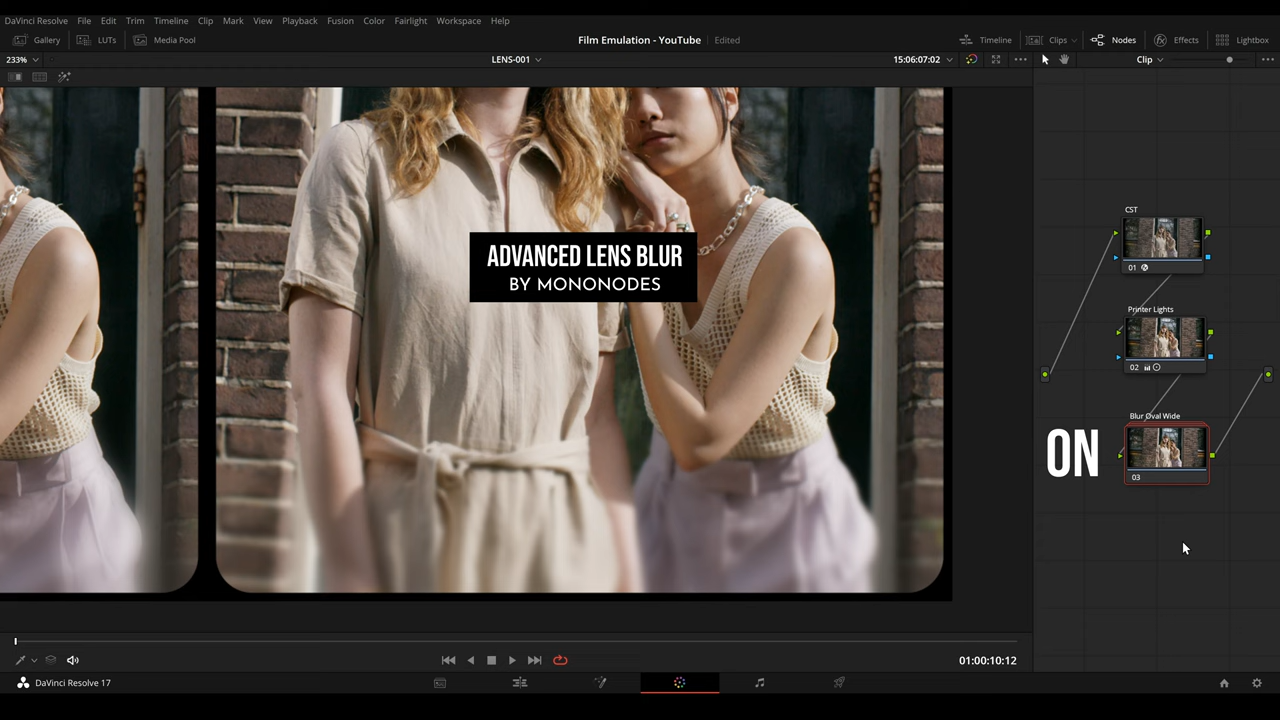 DaVinci Resolve File Edit Trim Timeline Clip Mark View Playback Fusion Color Fairlight Workspace Help
Gallery LUTs Media Pool Film Emulation - YouTube Edited Timeline Clips Nodes Effects Lightbox
233% LENS-001 15:06:07:02 Clip
CST
01
ADVANCED LENS BLUR
BY MONONODES
Printer Lights
02
Blur Oval Wide
ON
03
01:00:10:12
DaVinci Resolve 17